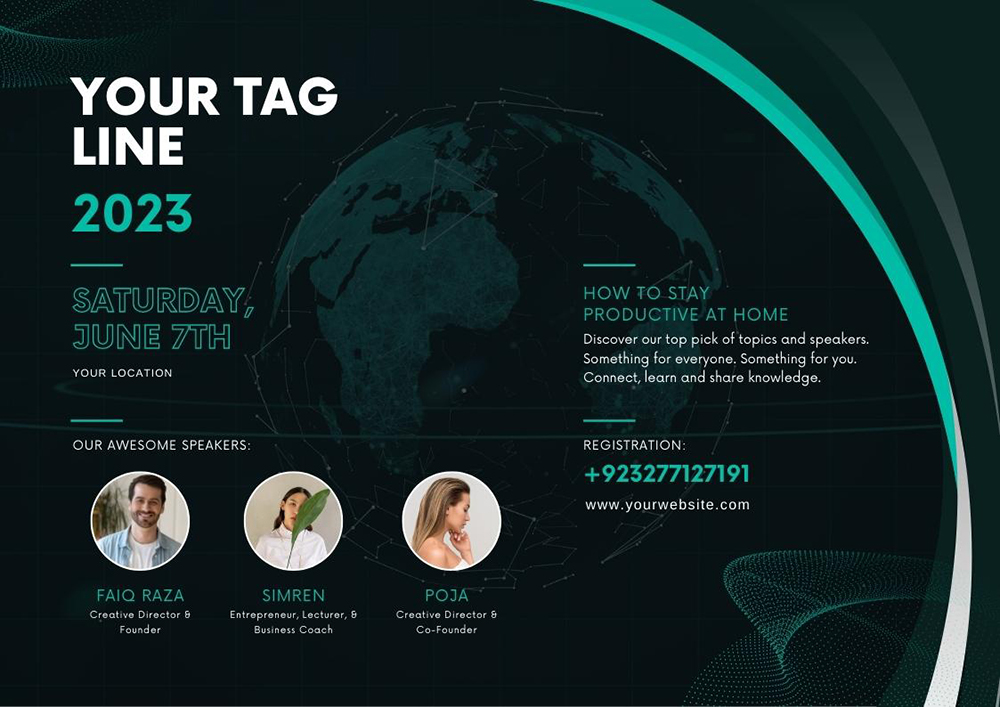 YOUR TAG
LINE
2023
SATURDAY,
JUNE 7TH
YOUR LOCATION
HOW TO STAY
PRODUCTIVE AT HOME
Discover our top pick of topics and speakers.
Something for everyone. Something for you.
Connect, learn and share knowledge.
OUR AWESOME SPEAKERS:
FAIQ RAZA
Creative Director &
Founder
SIMREN
Entrepreneur, Lecturer, &
Business Coach
POJA
Creative Director &
Co-Founder
REGISTRATION:
+923277127191
www.yourwebsite.com